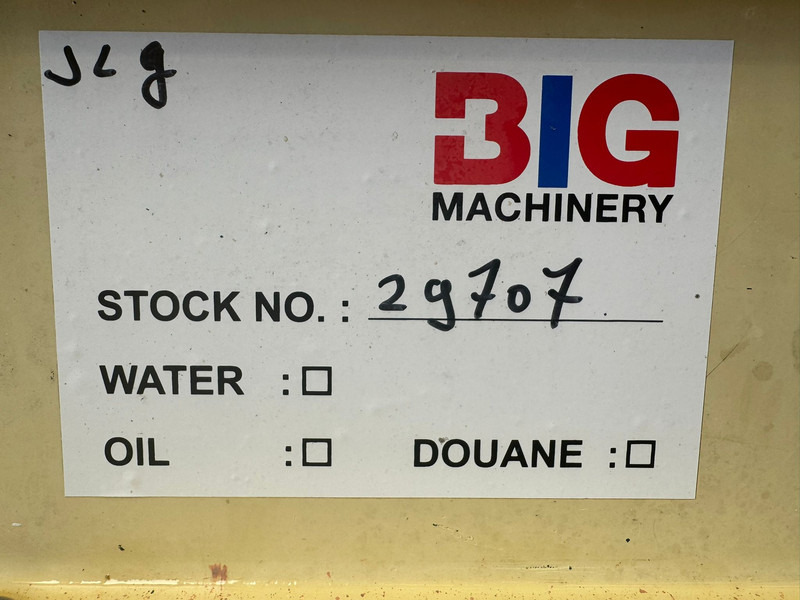 JLg
BIG
MACHINERY
STOCK NO. : 29707
WATER :☐
OIL :☐ DOUANE :☐